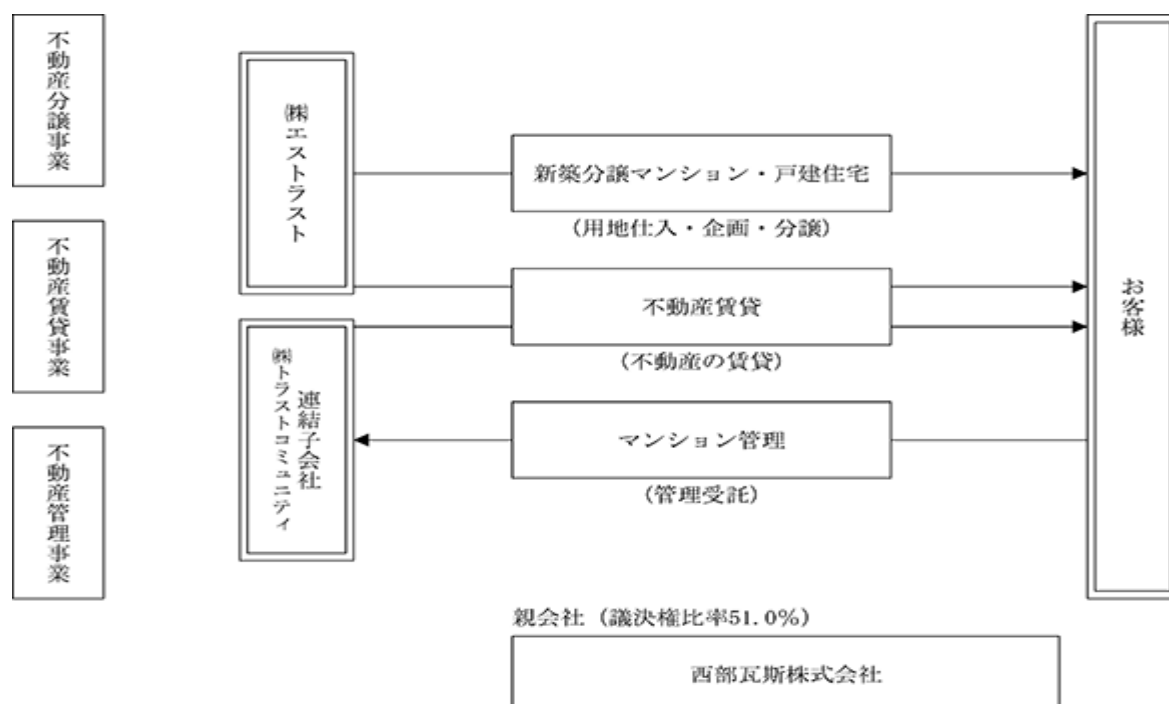 不動産分譲事業
不動産賃貸事業
不動産管理事業
㈱エストラスト
連結子会社
㈱トラストコミュニティ
新築分譲マンション・戸建住宅
(用地仕入・企画・分譲)
不動産賃貸
(不動産の賃貸)
マンション管理
(管理受託)
お客様
親会社 (議決権比率51.0%)
西部瓦斯株式会社